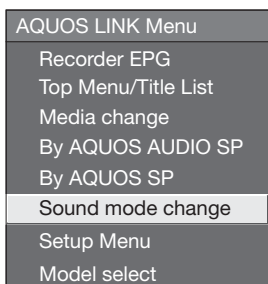 AQUOS LINK Menu
Recorder EPG
Top Menu/Title List
Media change
By AQUOS AUDIO SP
By AQUOS SP
Sound mode change
Setup Menu
Model select